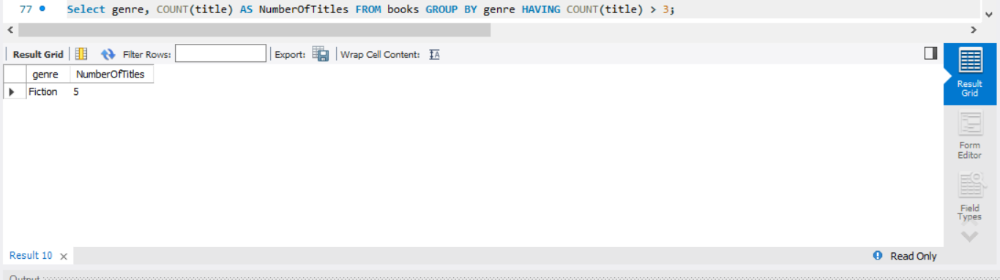 77 Select genre, COUNT(title) AS NumberOfTitles FROM books GROUP BY genre HAVING COUNT(title) > 3;
Result Grid Filter Rows: Export: Wrap Cell Content: IA
genre NumberOfTitles
Fiction 5
Result
Grid
Form
Editor
Field
Types
Result 10 × Read Only
Output